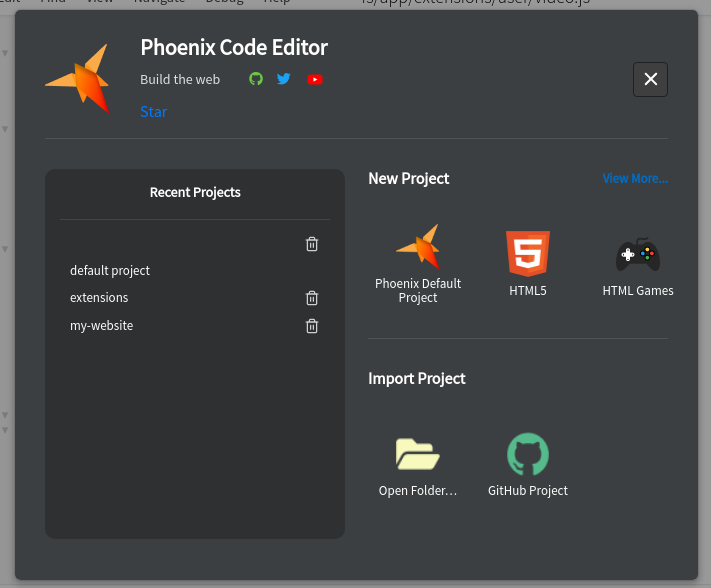 Find View Navigate Debug Help
/app/extensions/user/video.js
Phoenix Code Editor
Build the web
Star
Recent Projects
default project
extensions
my-website
New Project
View More...
Phoenix Default
Project
HTML5
HTML Games
Import Project
Open Folder...
GitHub Project